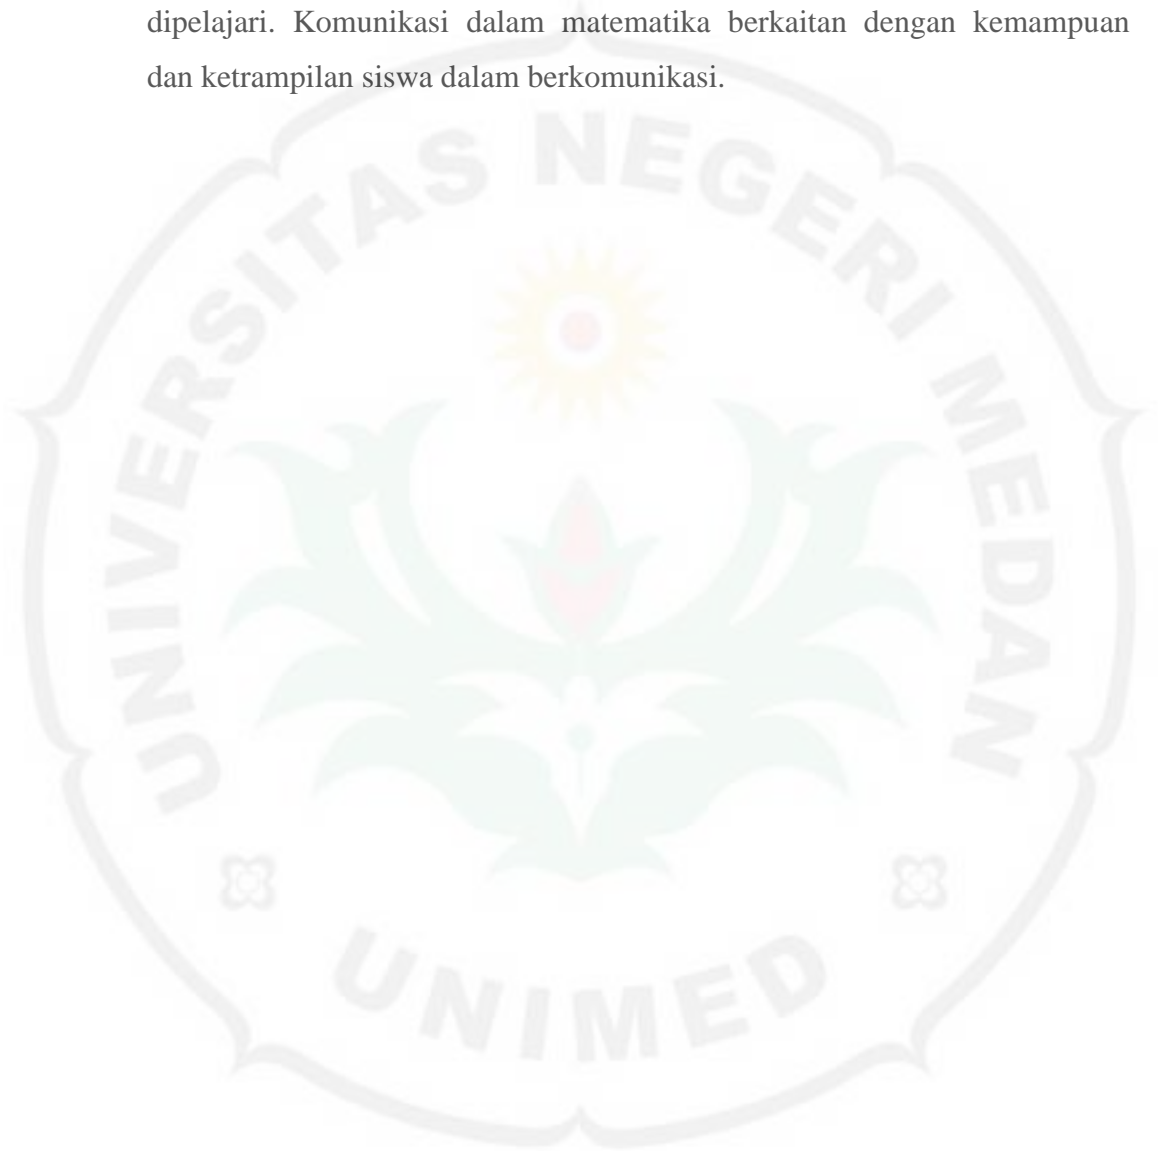 dipelajari. Komunikasi dalam matematika berkaitan dengan kemampuan
dan ketrampilan siswa dalam berkomunikasi.
UNIVERSITAS NEGERI MEDAN
UNIMED